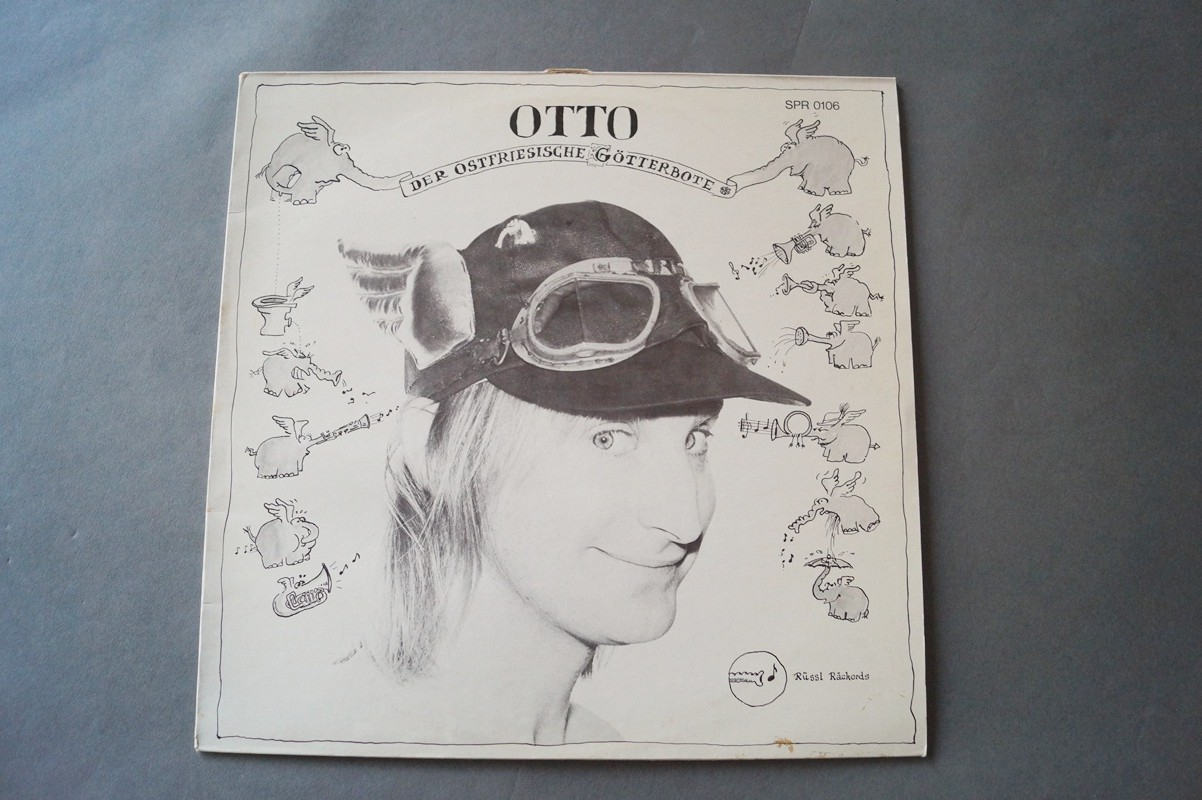 SPR 0106
OTTO
DER OSTFRIESISCHE GÖTTERBOTE
Rüssl Räckords